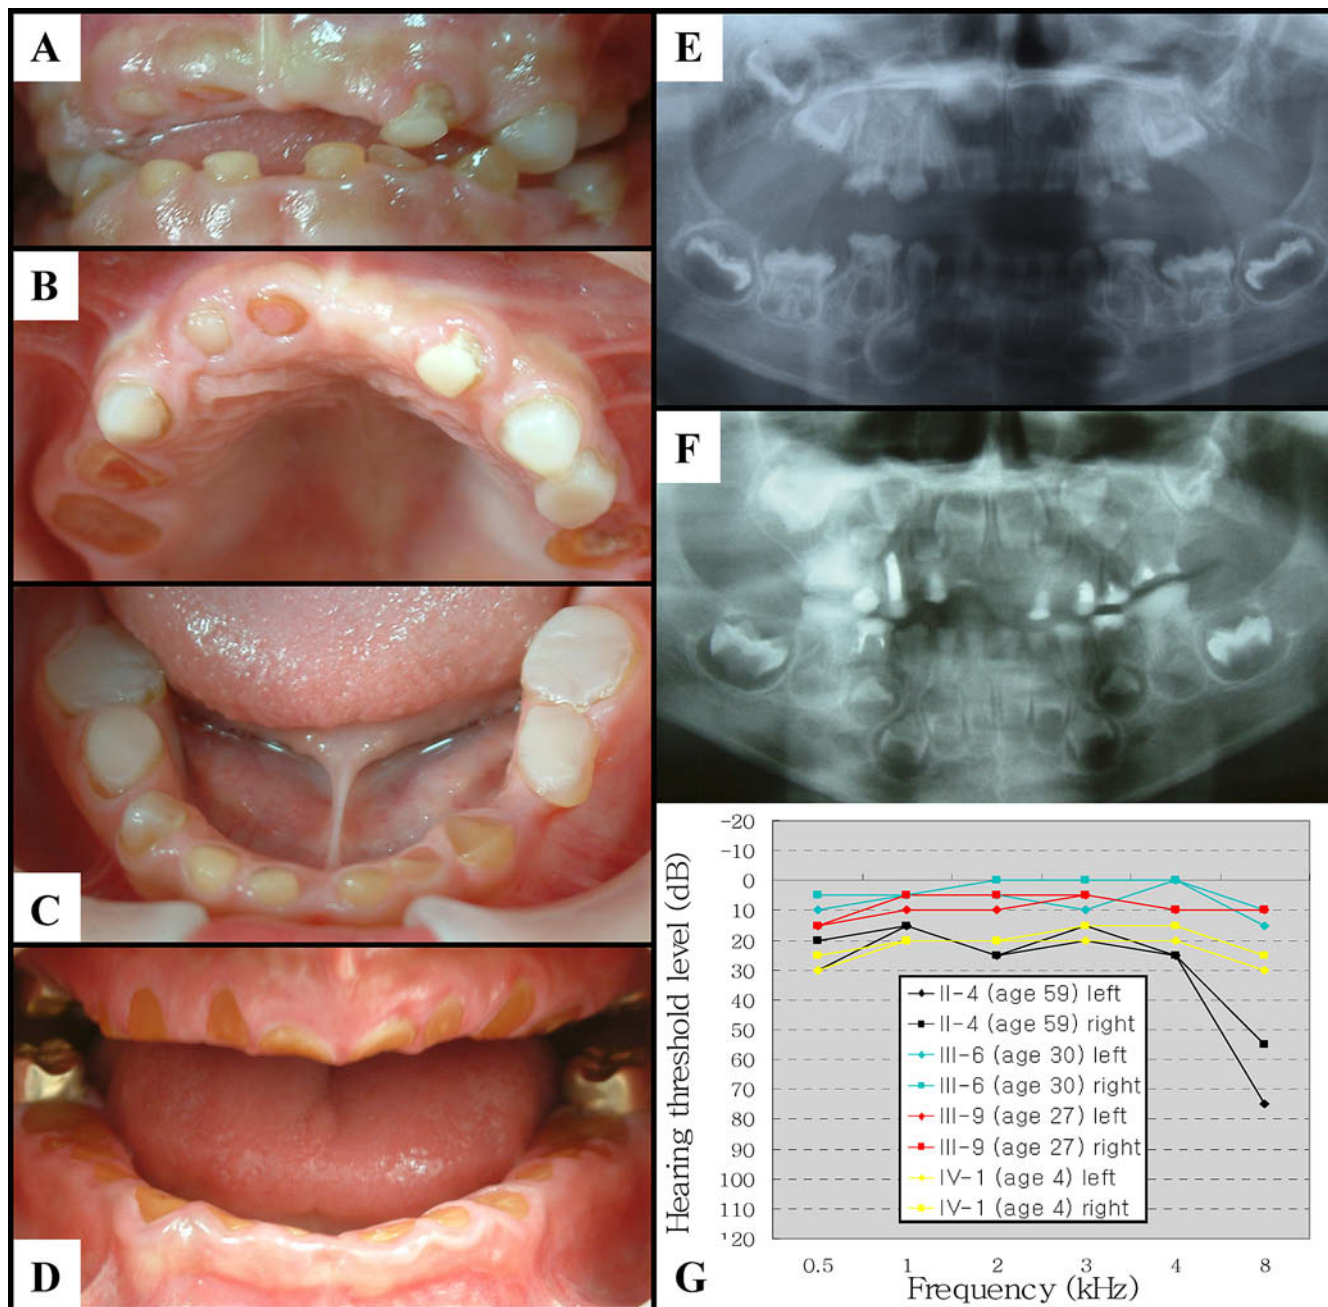 A
B
C
D
E
F
G
Hearing threshold level (dB)
-20
-10
0
10
20
30
40
50
60
70
80
90
100
110
120
II-4 (age 59) left
II-4 (age 59) right
III-6 (age 30) left
III-6 (age 30) right
III-9 (age 27) left
III-9 (age 27) right
IV-1 (age 4) left
IV-1 (age 4) right
0.5 1 2 3 4 8
Frequency (kHz)